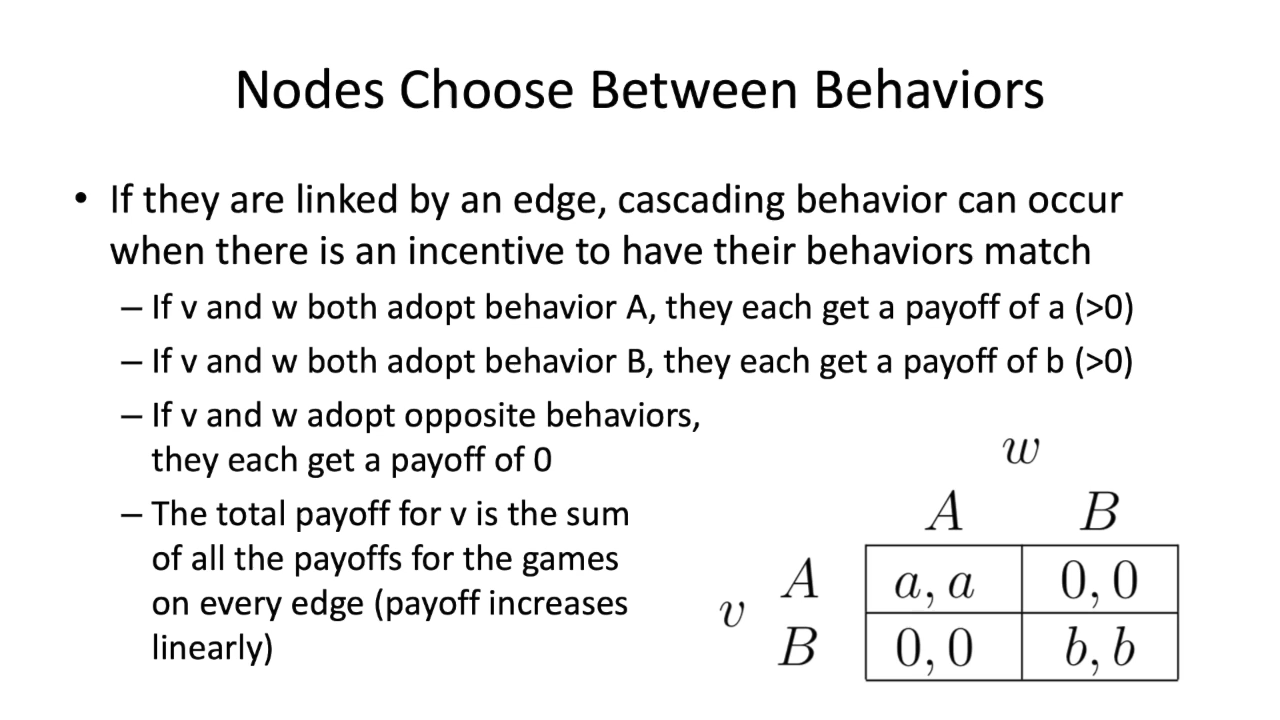 Nodes Choose Between Behaviors
• If they are linked by an edge, cascading behavior can occur
when there is an incentive to have their behaviors match
– If v and w both adopt behavior A, they each get a payoff of a (>0)
– If v and w both adopt behavior B, they each get a payoff of b (>0)
– If v and w adopt opposite behaviors,
they each get a payoff of 0
– The total payoff for v is the sum
of all the payoffs for the games
on every edge (payoff increases
linearly)
w
A B
A a, a 0, 0
v
B 0, 0 b, b